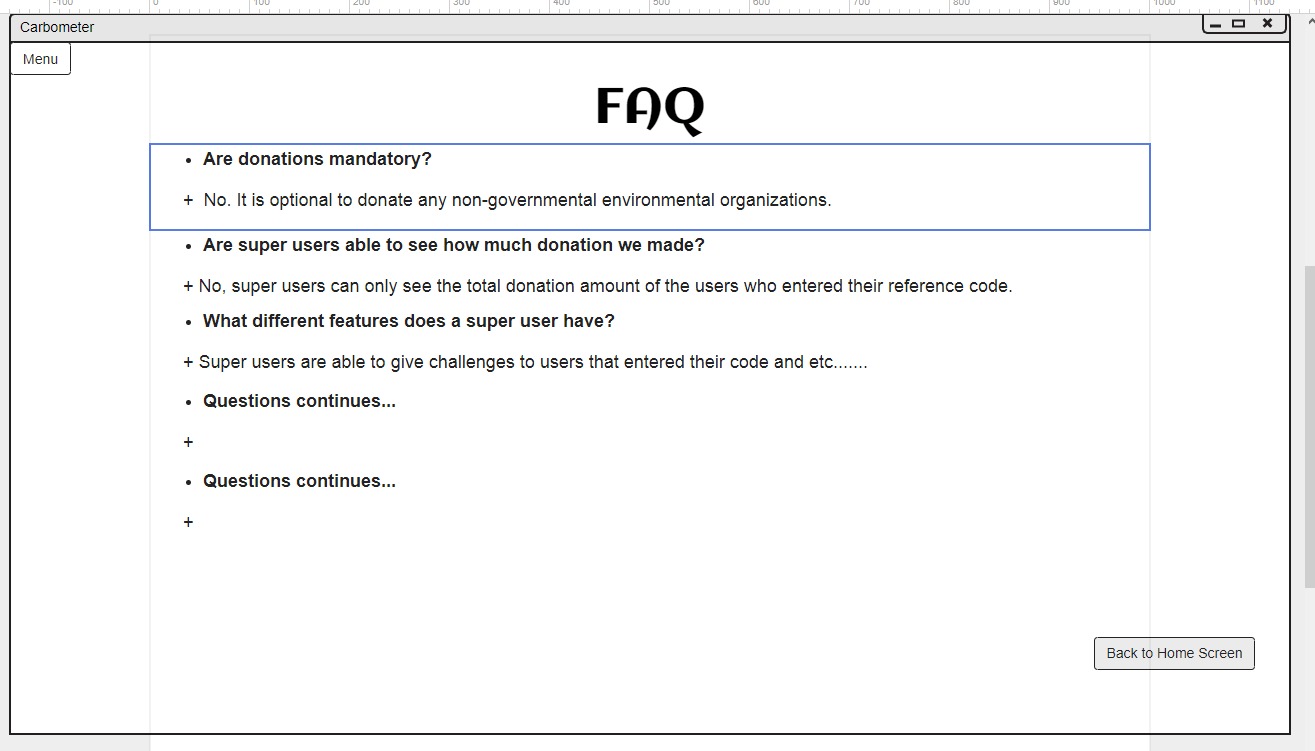 -100 0 100 200 300 400 500 600 700 800 900 1000 1100
Carbometer
Menu
FAQ
• Are donations mandatory?
+ No. It is optional to donate any non-governmental environmental organizations.
• Are super users able to see how much donation we made?
+ No, super users can only see the total donation amount of the users who entered their reference code.
• What different features does a super user have?
+ Super users are able to give challenges to users that entered their code and etc.......
• Questions continues...
+
• Questions continues...
+
Back to Home Screen